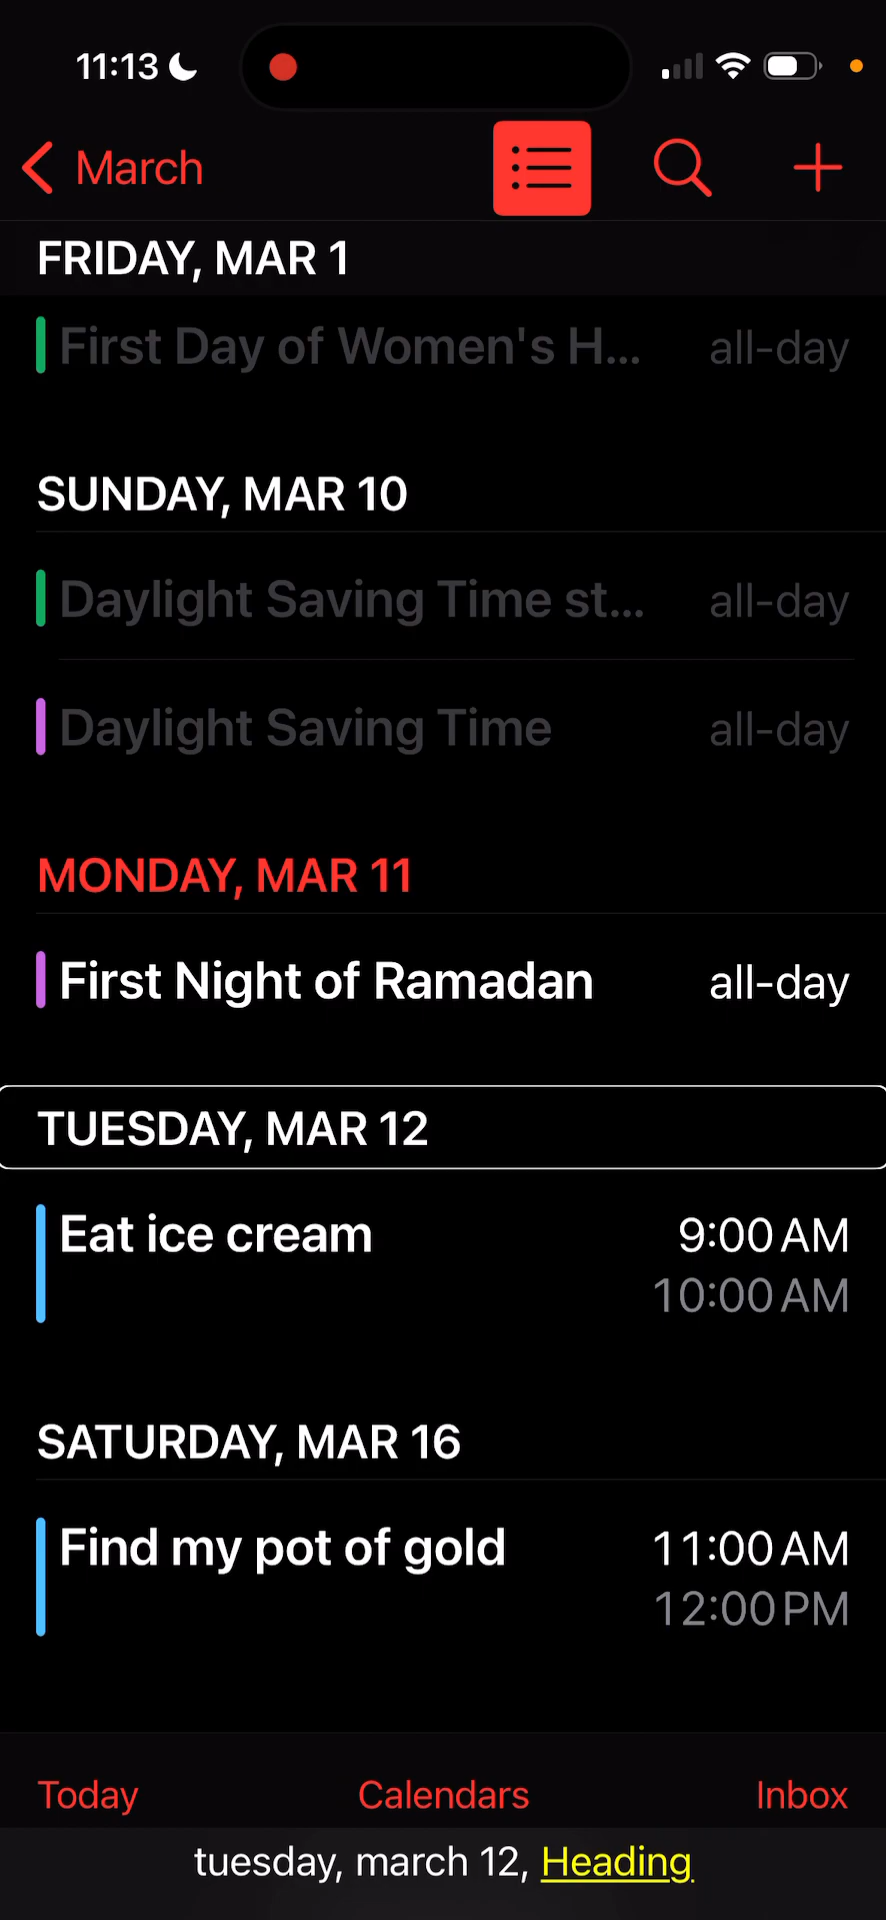 11:13
March
FRIDAY, MAR 1
First Day of Women's H... all-day
SUNDAY, MAR 10
Daylight Saving Time st... all-day
Daylight Saving Time all-day
MONDAY, MAR 11
First Night of Ramadan all-day
TUESDAY, MAR 12
Eat ice cream 9:00 AM
10:00 AM
SATURDAY, MAR 16
Find my pot of gold 11:00 AM
12:00 PM
Today Calendars Inbox
tuesday, march 12, Heading